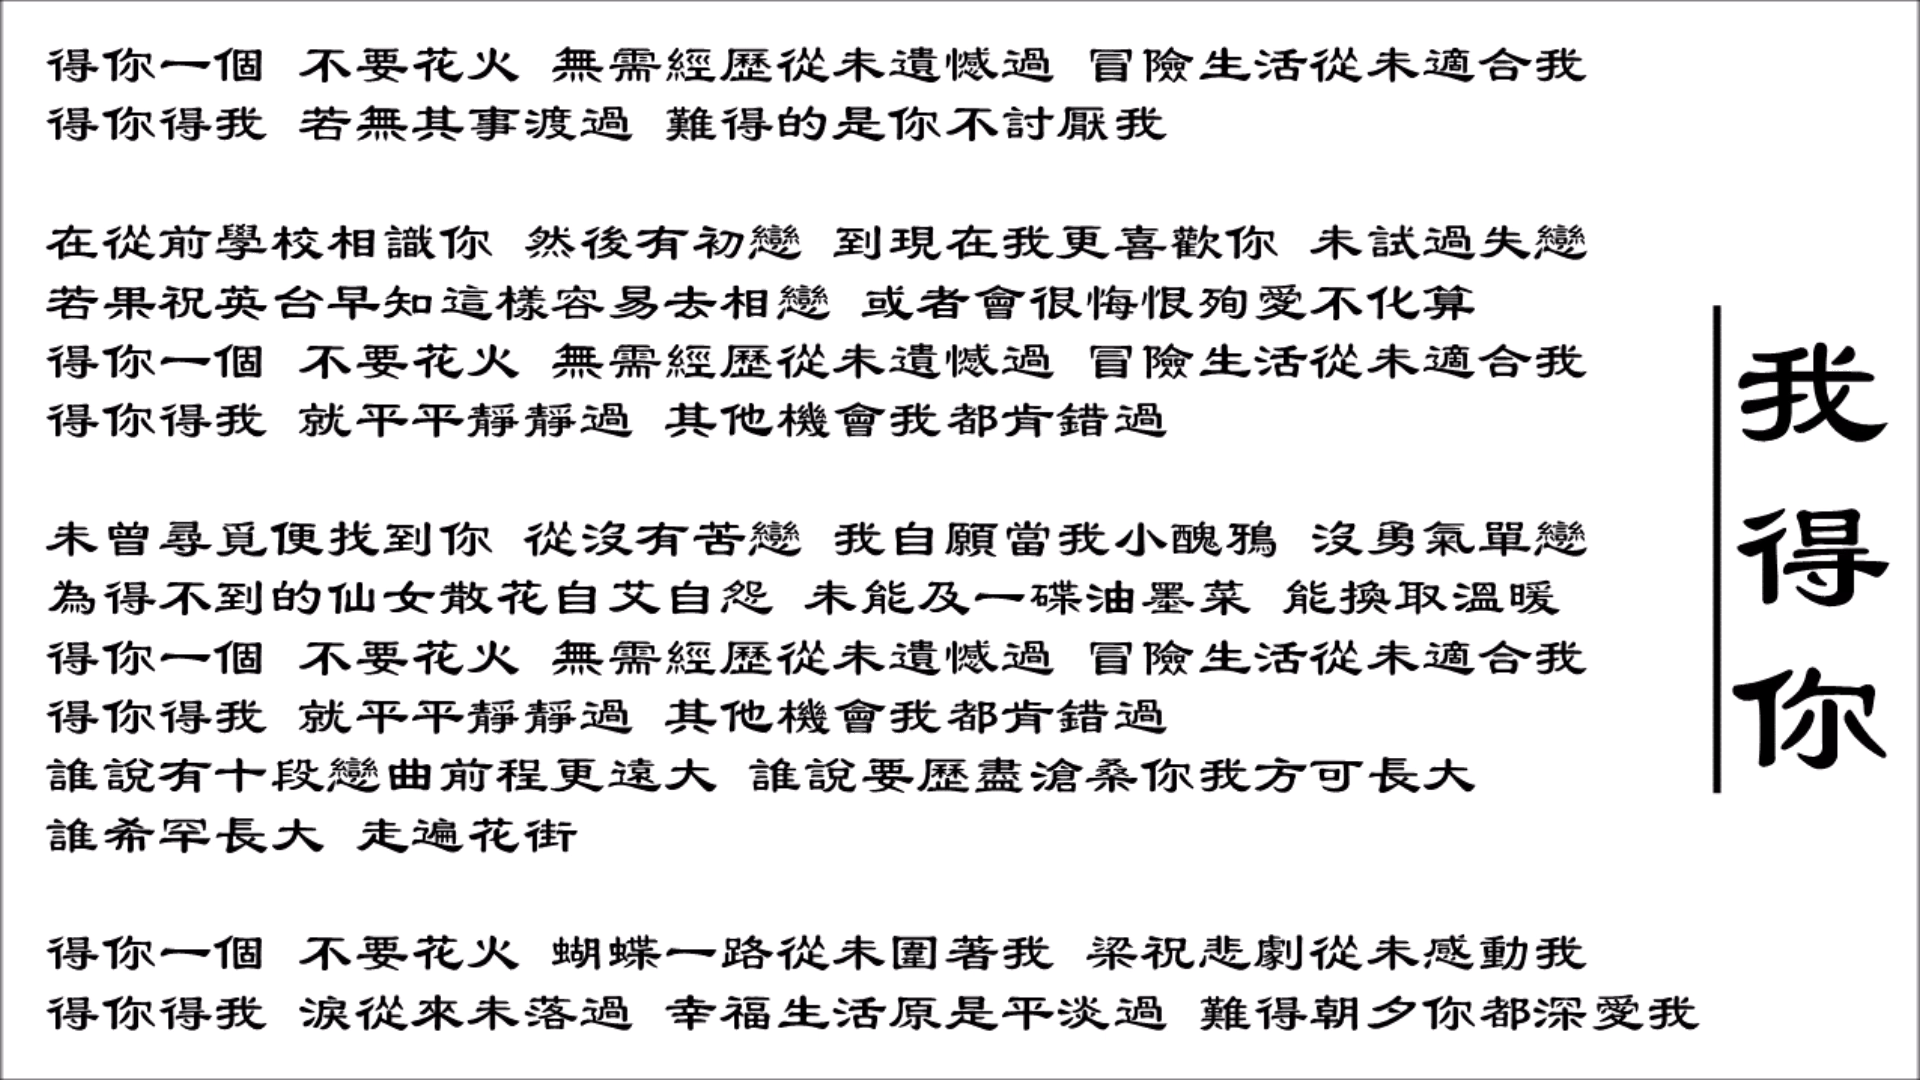 得你一個 不要花火 無需經歷從未遺憾過 冒險生活從未適合我
得你得我 若無其事渡過 難得的是你不討厭我
在從前學校相識你 然後有初戀 到現在我更喜歡你 未試過失戀
若果祝英台早知這樣容易去相戀 或者會很悔恨殉愛不化算
得你一個 不要花火 無需經歷從未遺憾過 冒險生活從未適合我
得你得我 就平平靜靜過 其他機會我都肯錯過
未曾尋覓便找到你 從沒有苦戀 我自願當我小醜鴉 沒勇氣單戀
為得不到的仙女散花自艾自怨 未能及一碟油墨菜 能換取溫暖
得你一個 不要花火 無需經歷從未遺憾過 冒險生活從未適合我
得你得我 就平平靜靜過 其他機會我都肯錯過
誰說有十段戀曲前程更遠大 誰說要歷盡滄桑你我方可長大
誰希罕長大 走遍花街
得你一個 不要花火 蝴蝶一路從未圍著我 梁祝悲劇從未感動我
得你得我 淚從來未落過 幸福生活原是平淡過 難得朝夕你都深愛我
我得你